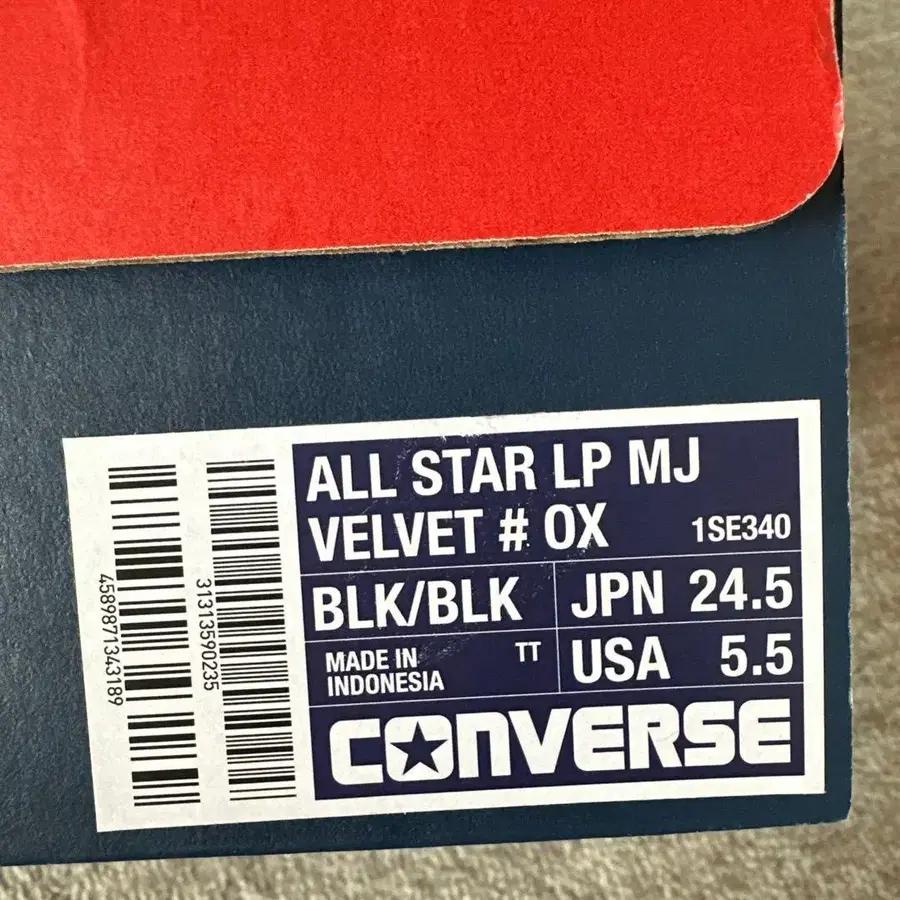 ALL STAR LP MJ
VELVET # OX 1SE340
BLK/BLK JPN 24.5
MADE IN INDONESIA TT USA 5.5
CONVERSE
4589871343189
31313590235